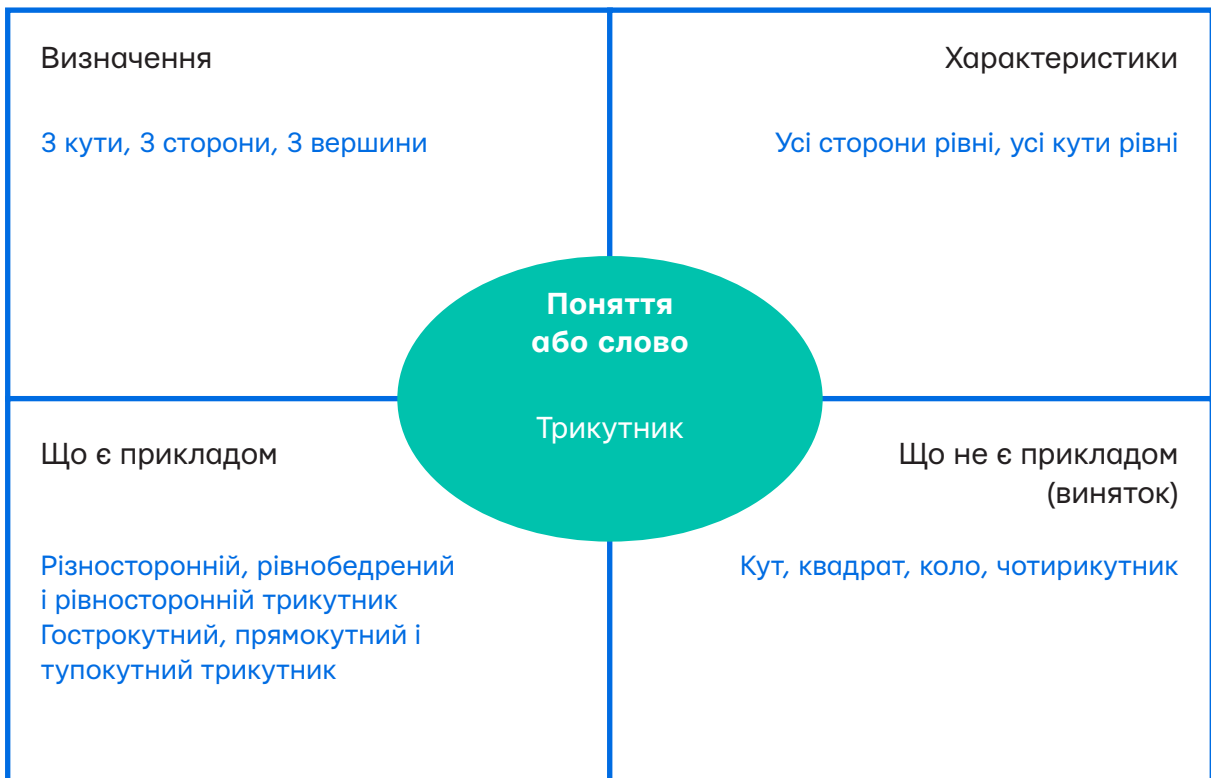 Визначення
3 кути, 3 сторони, 3 вершини
Характеристики
Усі сторони рівні, усі кути рівні
Поняття
або слово
Трикутник
Що є прикладом
Різносторонній, рівнобедрений
і рівносторонній трикутник
Гострокутний, прямокутний і
тупокутний трикутник
Що не є прикладом
(виняток)
Кут, квадрат, коло, чотирикутник